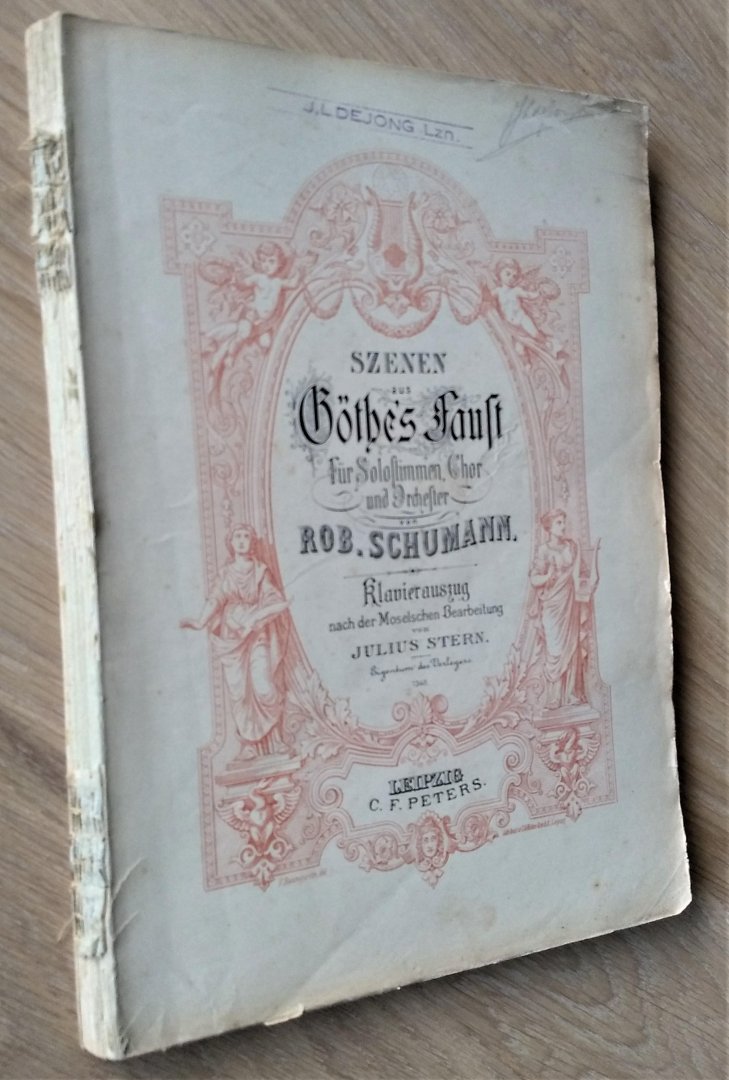 J.L DEJONG Lzn.
SZENEN
aus
Göthe's Faust
für Solostimmen, Chor
und Orchester
von
ROB. SCHUMANN.
Klavierauszug
nach der Moselschen Bearbeitung
von
JULIUS STERN.
Eigenthum des Verlegers.
LEIPZIG
C. F. PETERS.